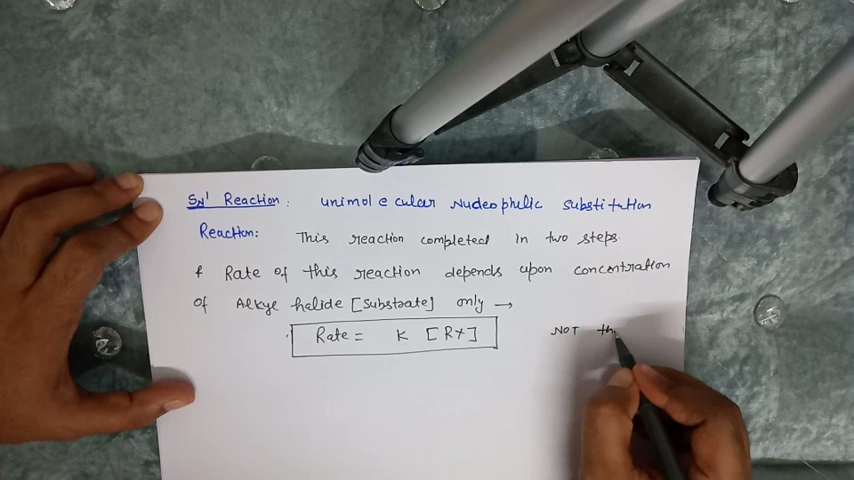 SN1 Reaction: unimolecular Nucleophilic substitution
Reaction: This reaction completed in two steps.
& Rate of this reaction depends upon concentration
of Alkyl halide [substrate] only →
Rate = K [RX] NOT th